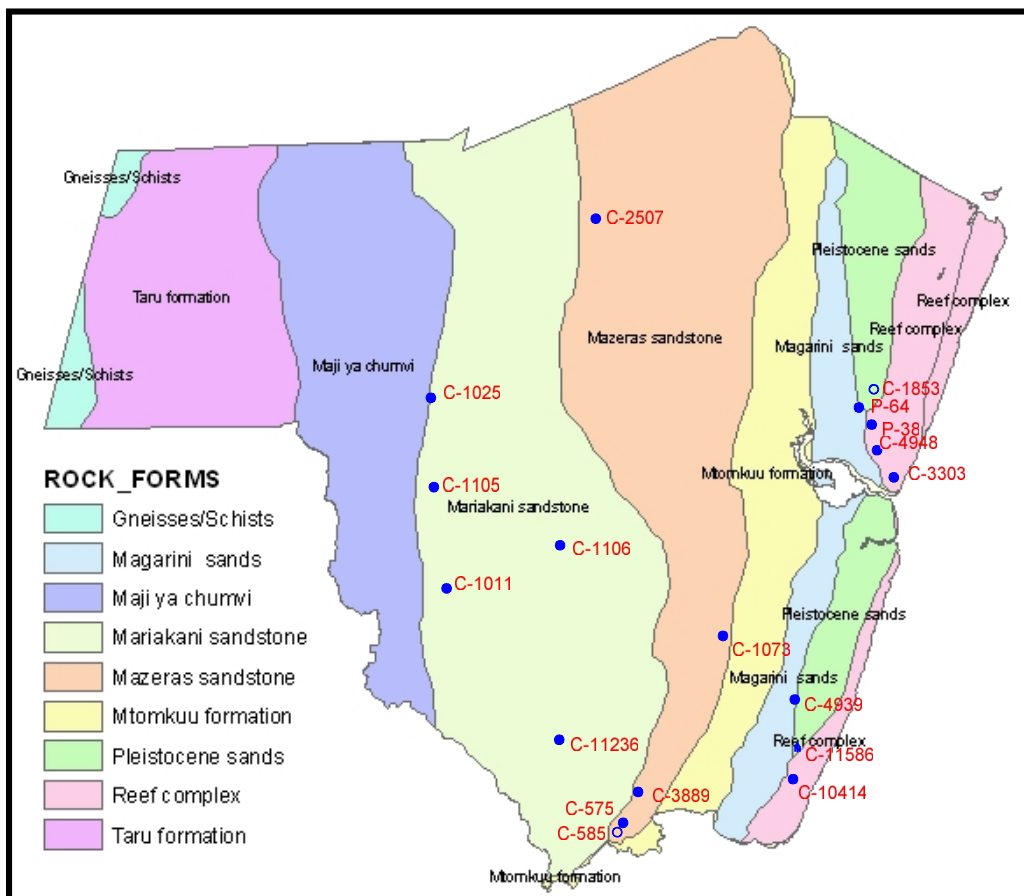 Gneisses/Schists
C-2507
Pleistocene sands
Taru formation
Reef complex
Reef complex
Mazeras sandstone
Magarini sands
Maji ya chumvi
Gneisses/Schists
C-1025
C-1853
P-64
P-38
C-4948
C-3303
Mtomkuu formation
C-1105
Mariakani sandstone
C-1106
C-1011
Pleistocene sands
C-1073
Magarini sands
C-4939
Reef complex
C-11586
C-11236
C-10414
C-3889
C-575
C-585
Mtomkuu formation
ROCK_FORMS
Gneisses/Schists
Magarini sands
Maji ya chumvi
Mariakani sandstone
Mazeras sandstone
Mtomkuu formation
Pleistocene sands
Reef complex
Taru formation